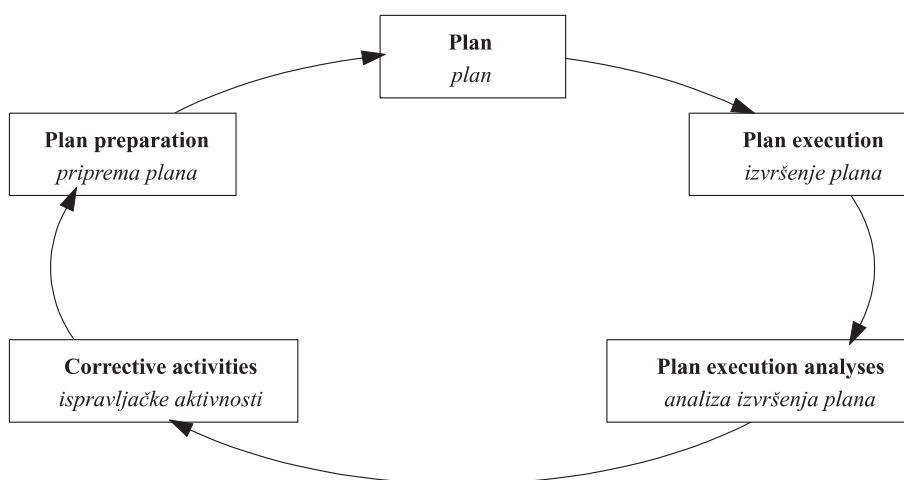 Plan
plan
Plan preparation
priprema plana
Plan execution
izvršenje plana
Corrective activities
ispravljačke aktivnosti
Plan execution analyses
analiza izvršenja plana